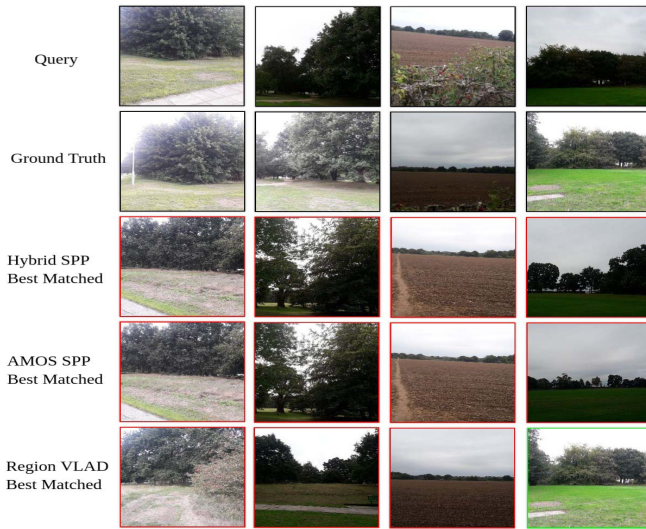 Query
Ground Truth
Hybrid SPP
Best Matched
AMOS SPP
Best Matched
Region VLAD
Best Matched